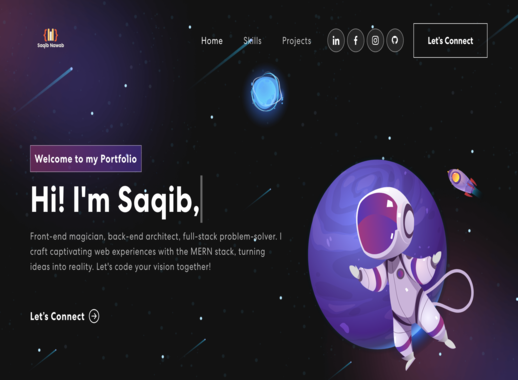 Saqib Nawab
Home Skills Projects Let's Connect
Welcome to my Portfolio
Hi! I'm Saqib,
Front-end magician, back-end architect, full-stack problem-solver. I
craft captivating web experiences with the MERN stack, turning
ideas into reality. Let's code your vision together!
Let's Connect